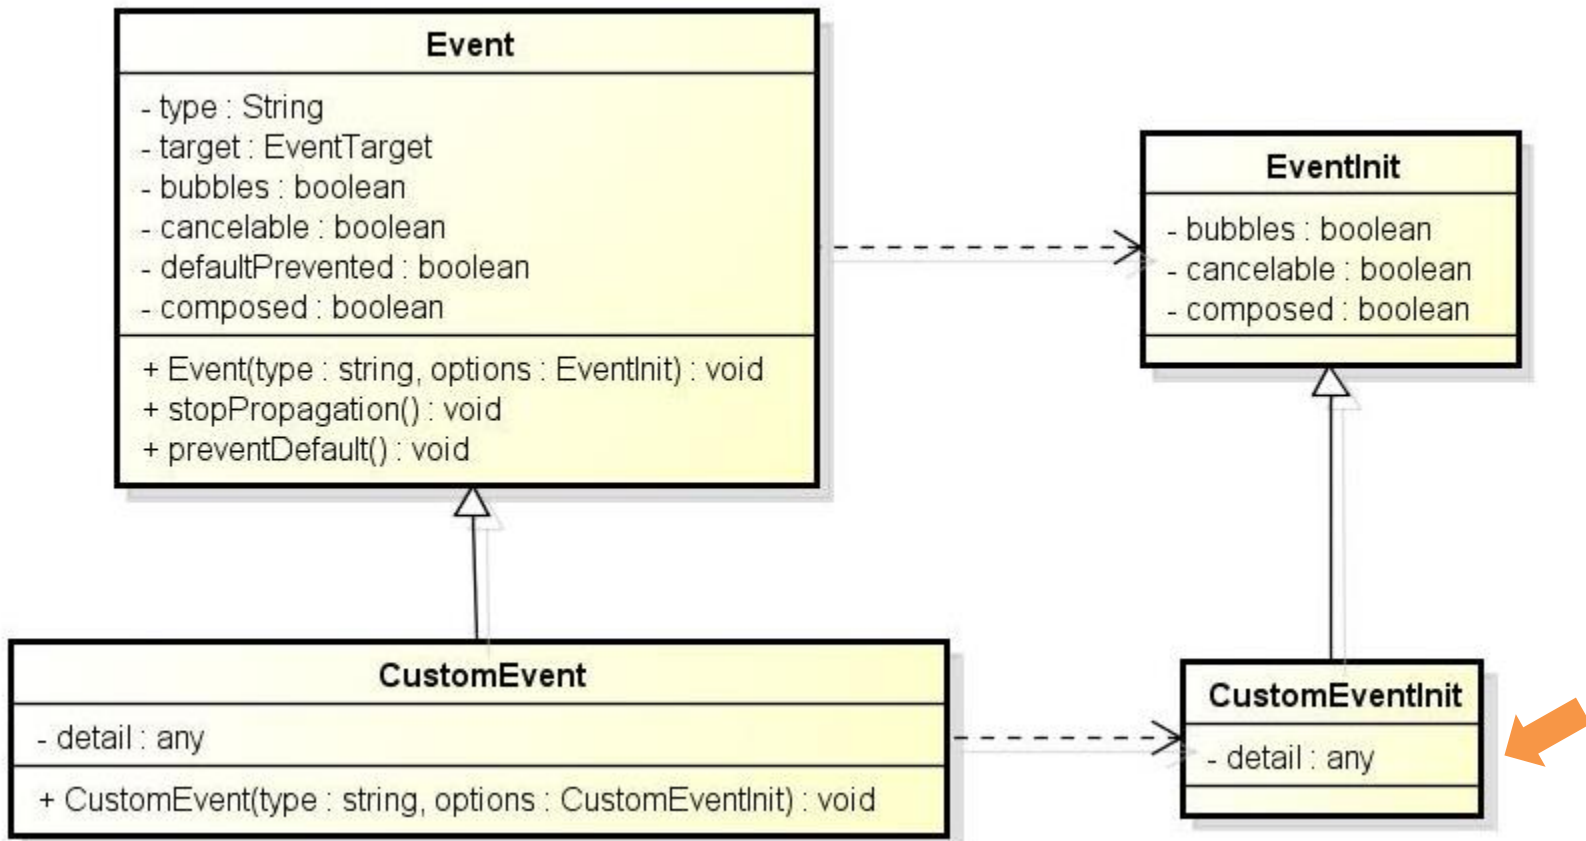 Event
- type : String
- target : EventTarget
- bubbles : boolean
- cancelable : boolean
- defaultPrevented : boolean
- composed : boolean
+ Event(type : string, options : EventInit) : void
+ stopPropagation() : void
+ preventDefault() : void
EventInit
- bubbles : boolean
- cancelable : boolean
- composed : boolean
CustomEvent
- detail : any
+ CustomEvent(type : string, options : CustomEventInit) : void
CustomEventInit
- detail : any